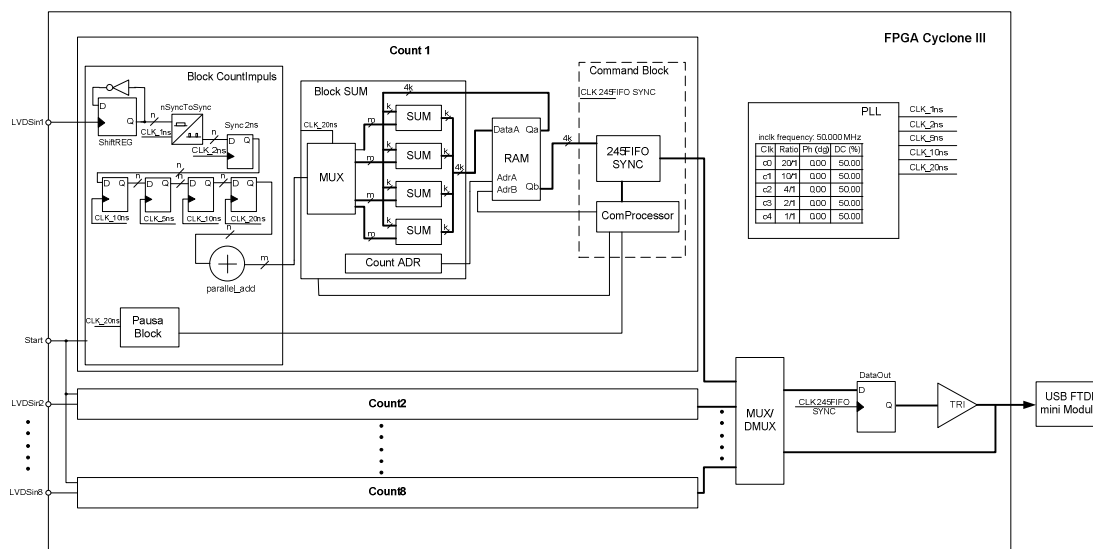 FPGA Cyclone III
Count 1
Block CountImpuls
D
Q
ShiftREG
n
CLK_1ns
nSyncToSync
n
Sync2ns
D
Q
CLK_2ns
n
D Q
n
D Q
n
D Q
n
D Q
CLK_10ns
CLK_5ns
CLK_10ns
CLK_20ns
n
parallel_add
m
CLK_20ns
Pausa
Block
LVDSin1
Start
LVDSin2
LVDSin8
Block SUM
CLK_20ns
MUX
4k
m
k
SUM
k
k
SUM
k
4k
m
k
SUM
k
m
k
SUM
k
Count ADR
DataA Qa
RAM
AdrA
AdrB
Qb
4k
Command Block
CLK 245FIFO SYNC
245FIFO
SYNC
ComProcessor
PLL
inclk frequency: 50.000 MHz
Clk Ratio Ph (dg) DC (%)
c0 20/1 0.00 50.00
c1 10/1 0.00 50.00
c2 4/1 0.00 50.00
c3 2/1 0.00 50.00
c4 1/1 0.00 50.00
CLK_1ns
CLK_2ns
CLK_5ns
CLK_10ns
CLK_20ns
Count2
Count8
MUX/
DMUX
DataOut
D
Q
CLK245FIFO
SYNC
TRI
USB FTDI
mini Modul